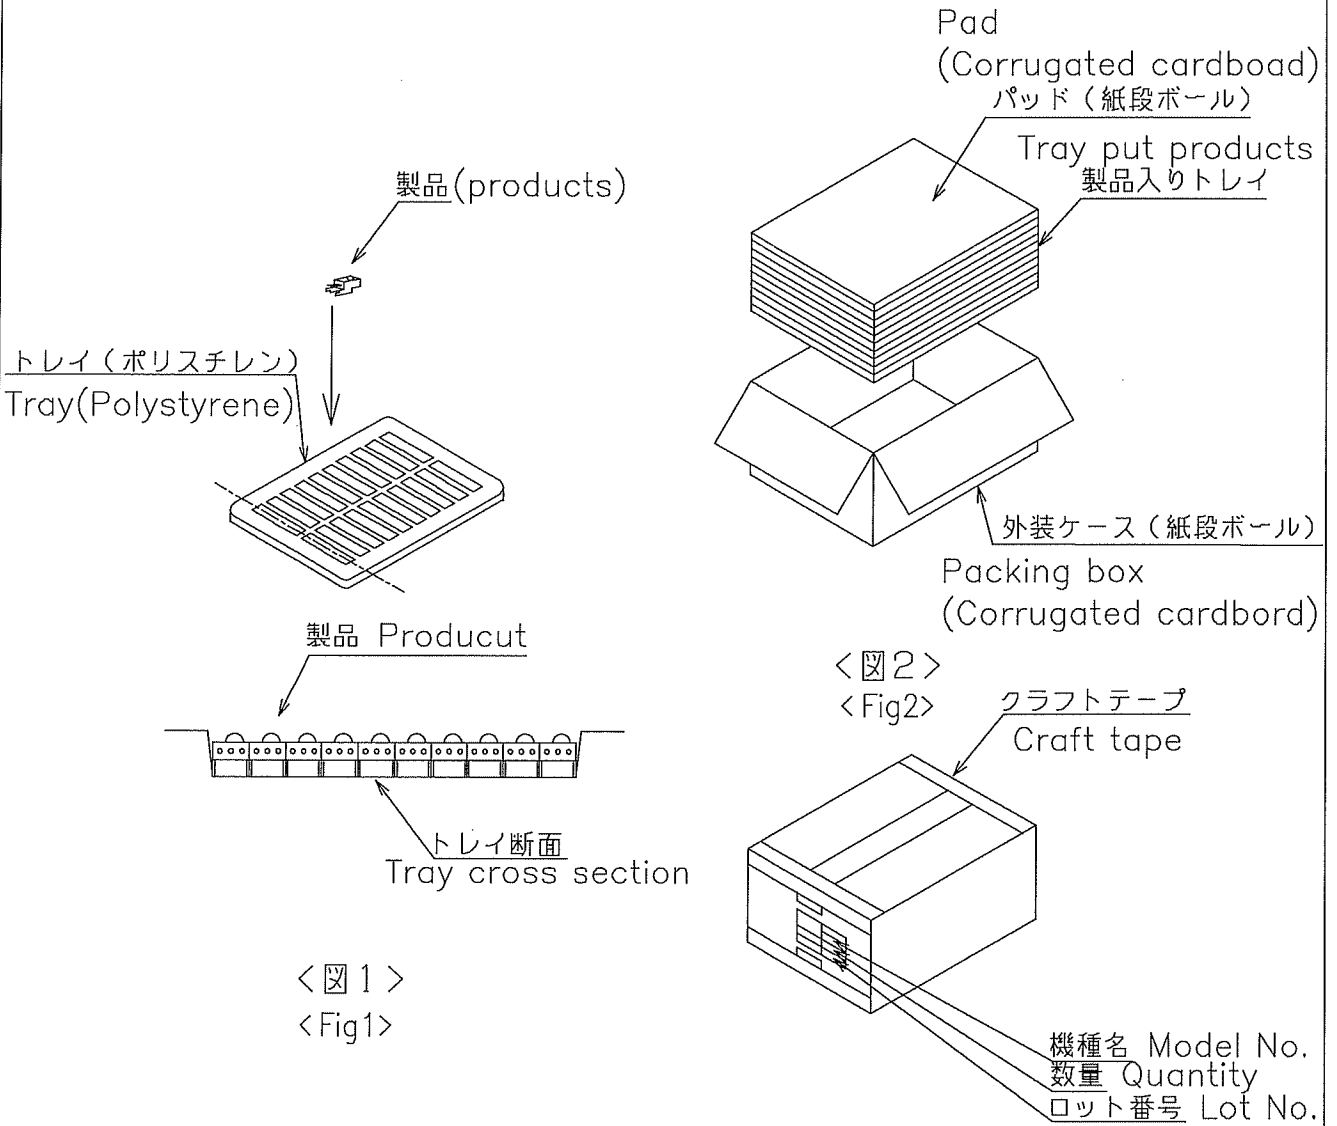 製品(products)
トレイ（ポリスチレン）
Tray(Polystyrene)
製品 Producut
トレイ断面
Tray cross section
＜図１＞
<Fig1>
Pad
(Corrugated cardboad)
パッド（紙段ボール）
Tray put products
製品入りトレイ
外装ケース（紙段ボール）
Packing box
(Corrugated cardbord)
＜図２＞
<Fig2>
クラフトテープ
Craft tape
機種名 Model No.
数量 Quantity
ロット番号 Lot No.